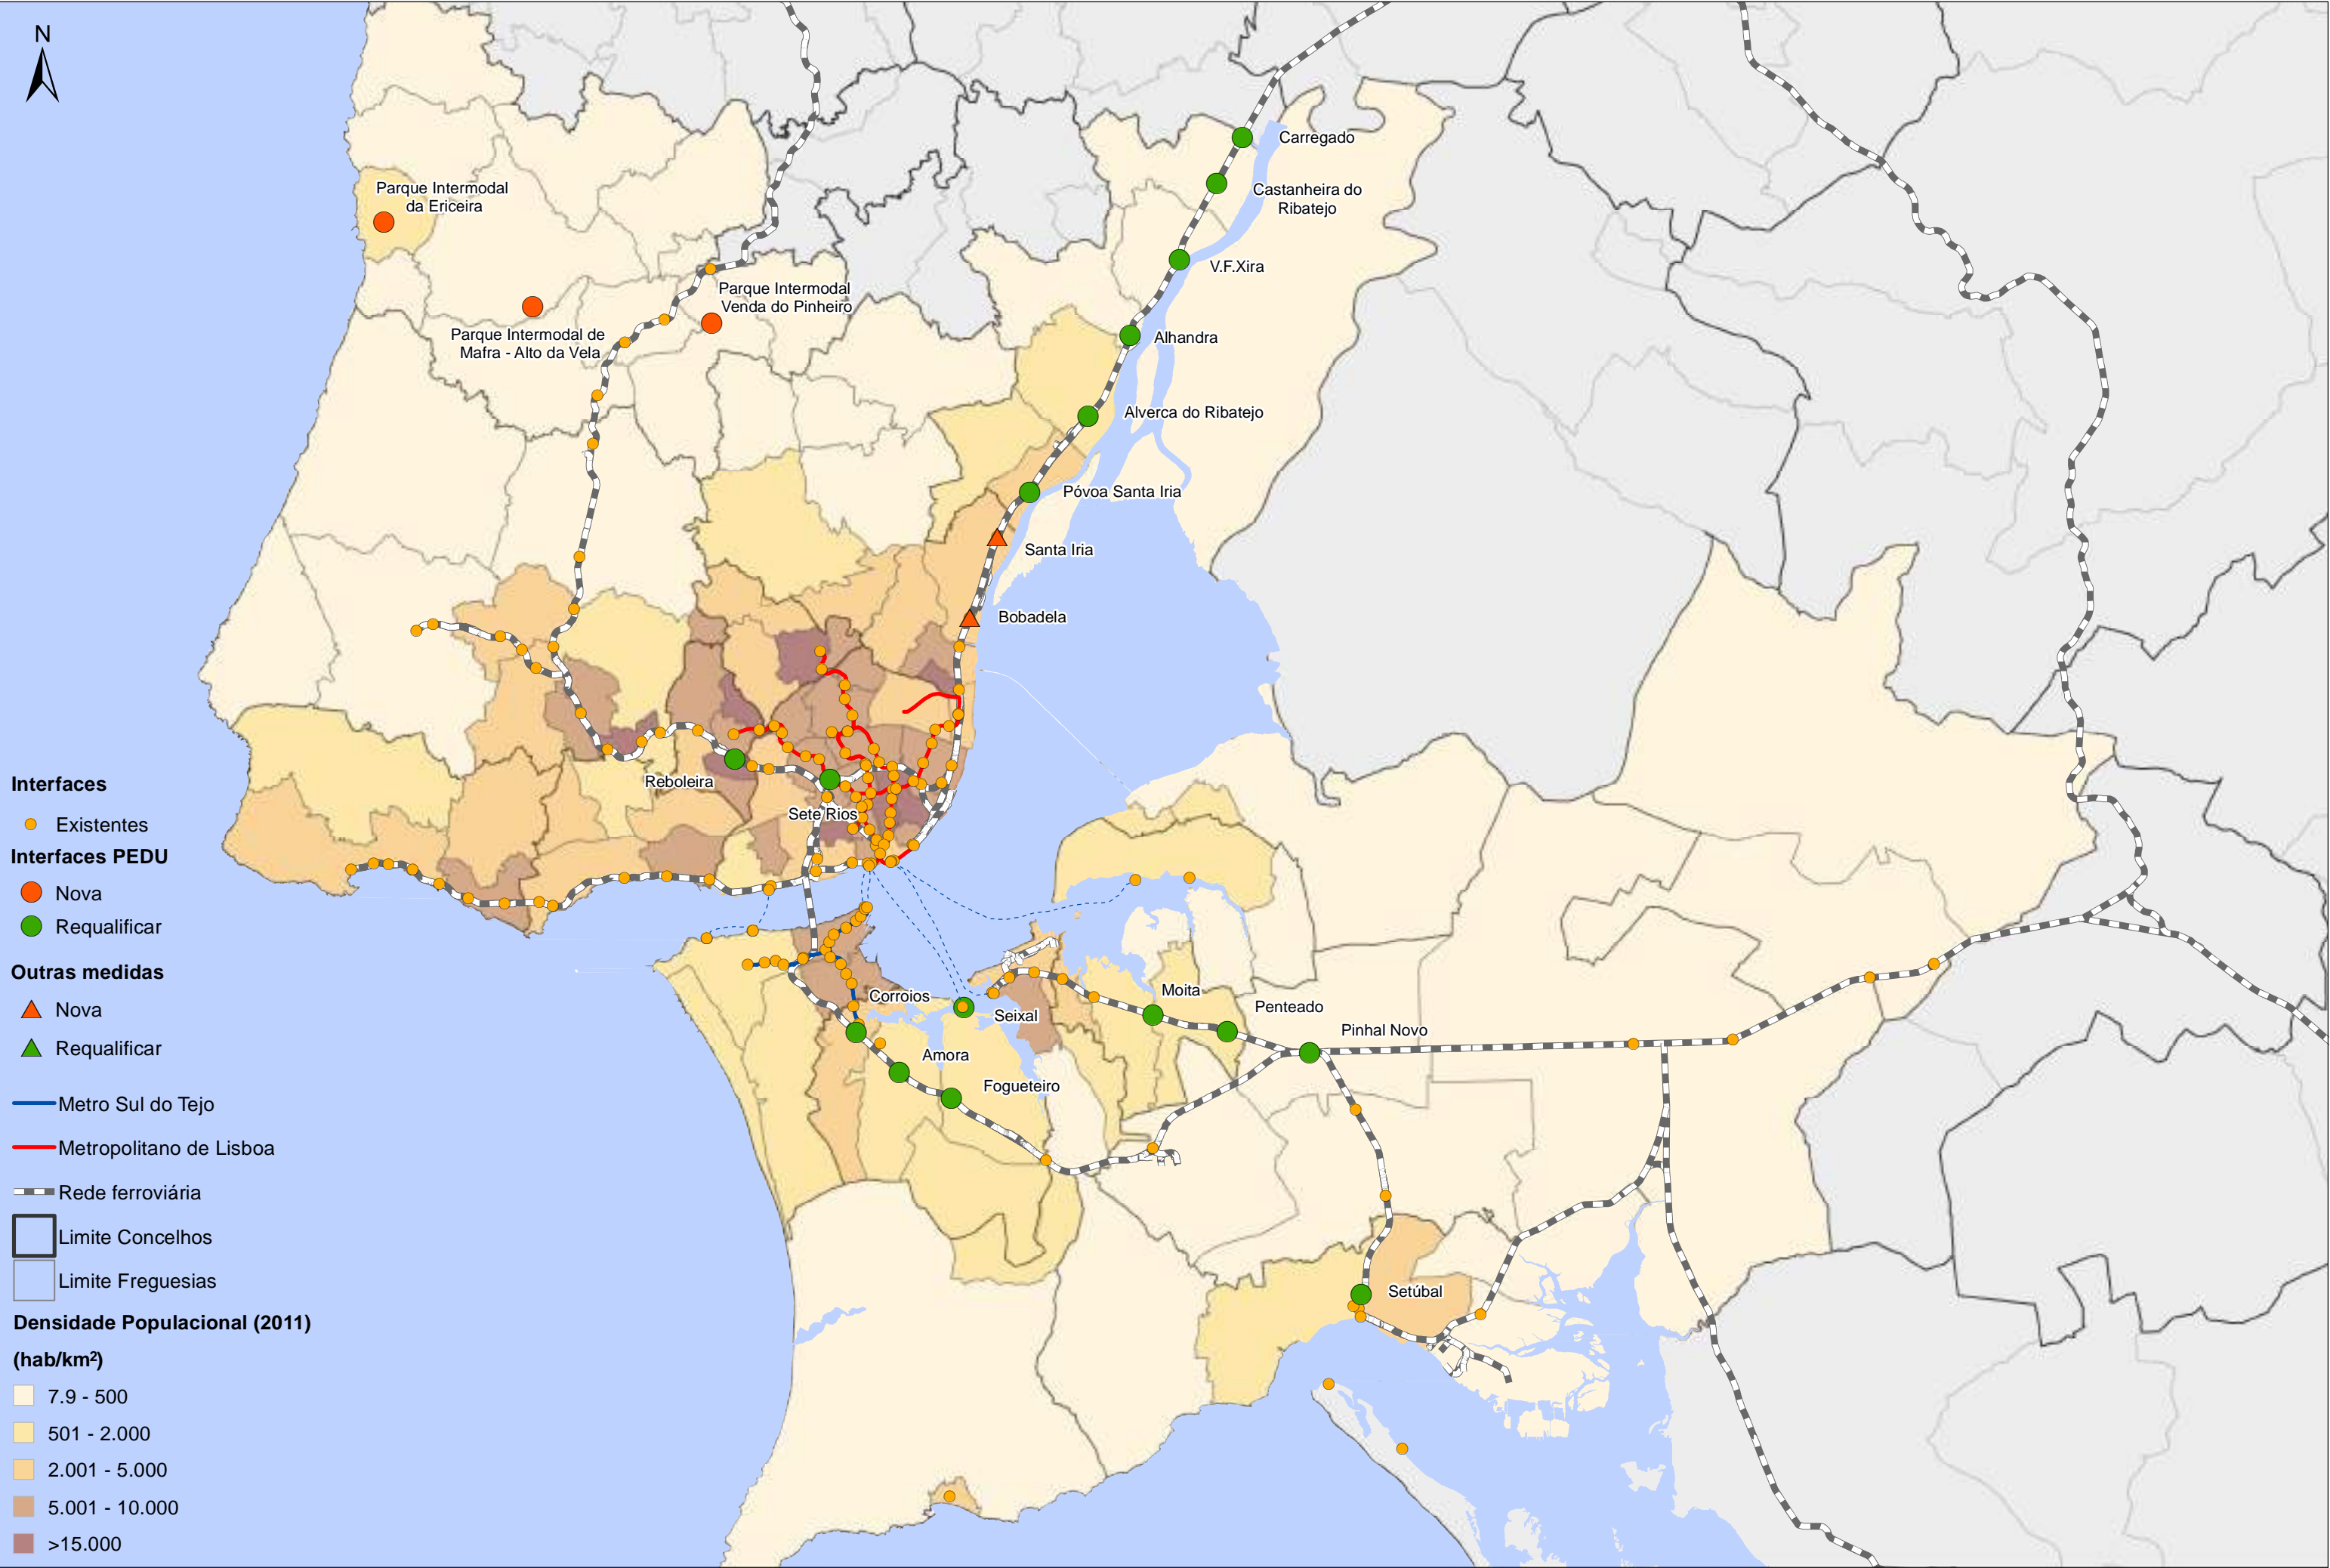 N
Carregado
Castanheira do
Ribatejo
Parque Intermodal
da Ericeira
V.F.Xira
Parque Intermodal
Venda do Pinheiro
Parque Intermodal de
Mafra - Alto da Vela
Alhandra
Alverca do Ribatejo
Póvoa Santa Iria
Santa Iria
Bobadela
Reboleira
Sete Rios
Corroios
Seixal
Moita
Penteado
Pinhal Novo
Amora
Fogueteiro
Setúbal
Interfaces
Existentes
Interfaces PEDU
Nova
Requalificar
Outras medidas
Nova
Requalificar
Metro Sul do Tejo
Metropolitano de Lisboa
Rede ferroviária
Limite Concelhos
Limite Freguesias
Densidade Populacional (2011)
(hab/km²)
7.9 - 500
501 - 2.000
2.001 - 5.000
5.001 - 10.000
>15.000